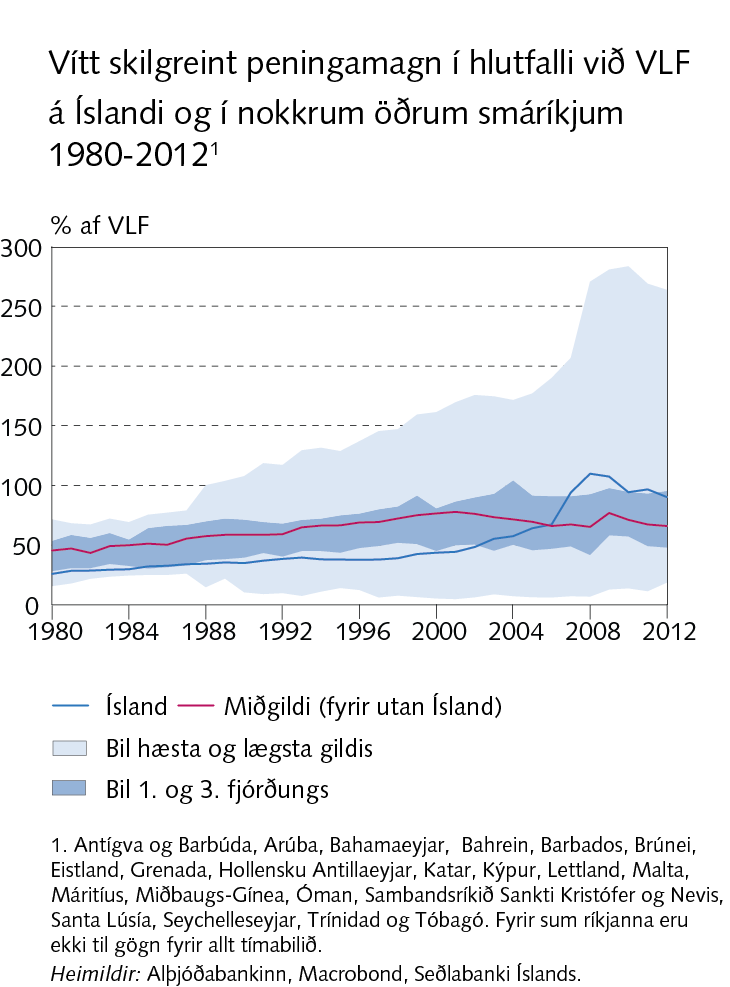 Vítt skilgreint peningamagn í hlutfalli við VLF
á Íslandi og í nokkrum öðrum smáríkjum
1980-2012¹
% af VLF
300
250
200
150
100
50
0
1980 1984 1988 1992 1996 2000 2004 2008 2012
Ísland Miðgildi (fyrir utan Ísland)
Bil hæsta og lægsta gildis
Bil 1. og 3. fjórðungs
1. Antígva og Barbúda, Arúba, Bahamaeyjar, Bahrein, Barbados, Brúnei,
Eistland, Grenada, Hollensku Antillaeyjar, Katar, Kýpur, Lettland, Malta,
Máritíus, Miðbaugs-Gínea, Óman, Sambandsríkið Sankti Kristófer og Nevis,
Santa Lúsía, Seychelleseyjar, Trínidad og Tóbagó. Fyrir sum ríkjanna eru
ekki til gögn fyrir allt tímabilið.
Heimildir: Alþjóðabankinn, Macrobond, Seðlabanki Íslands.